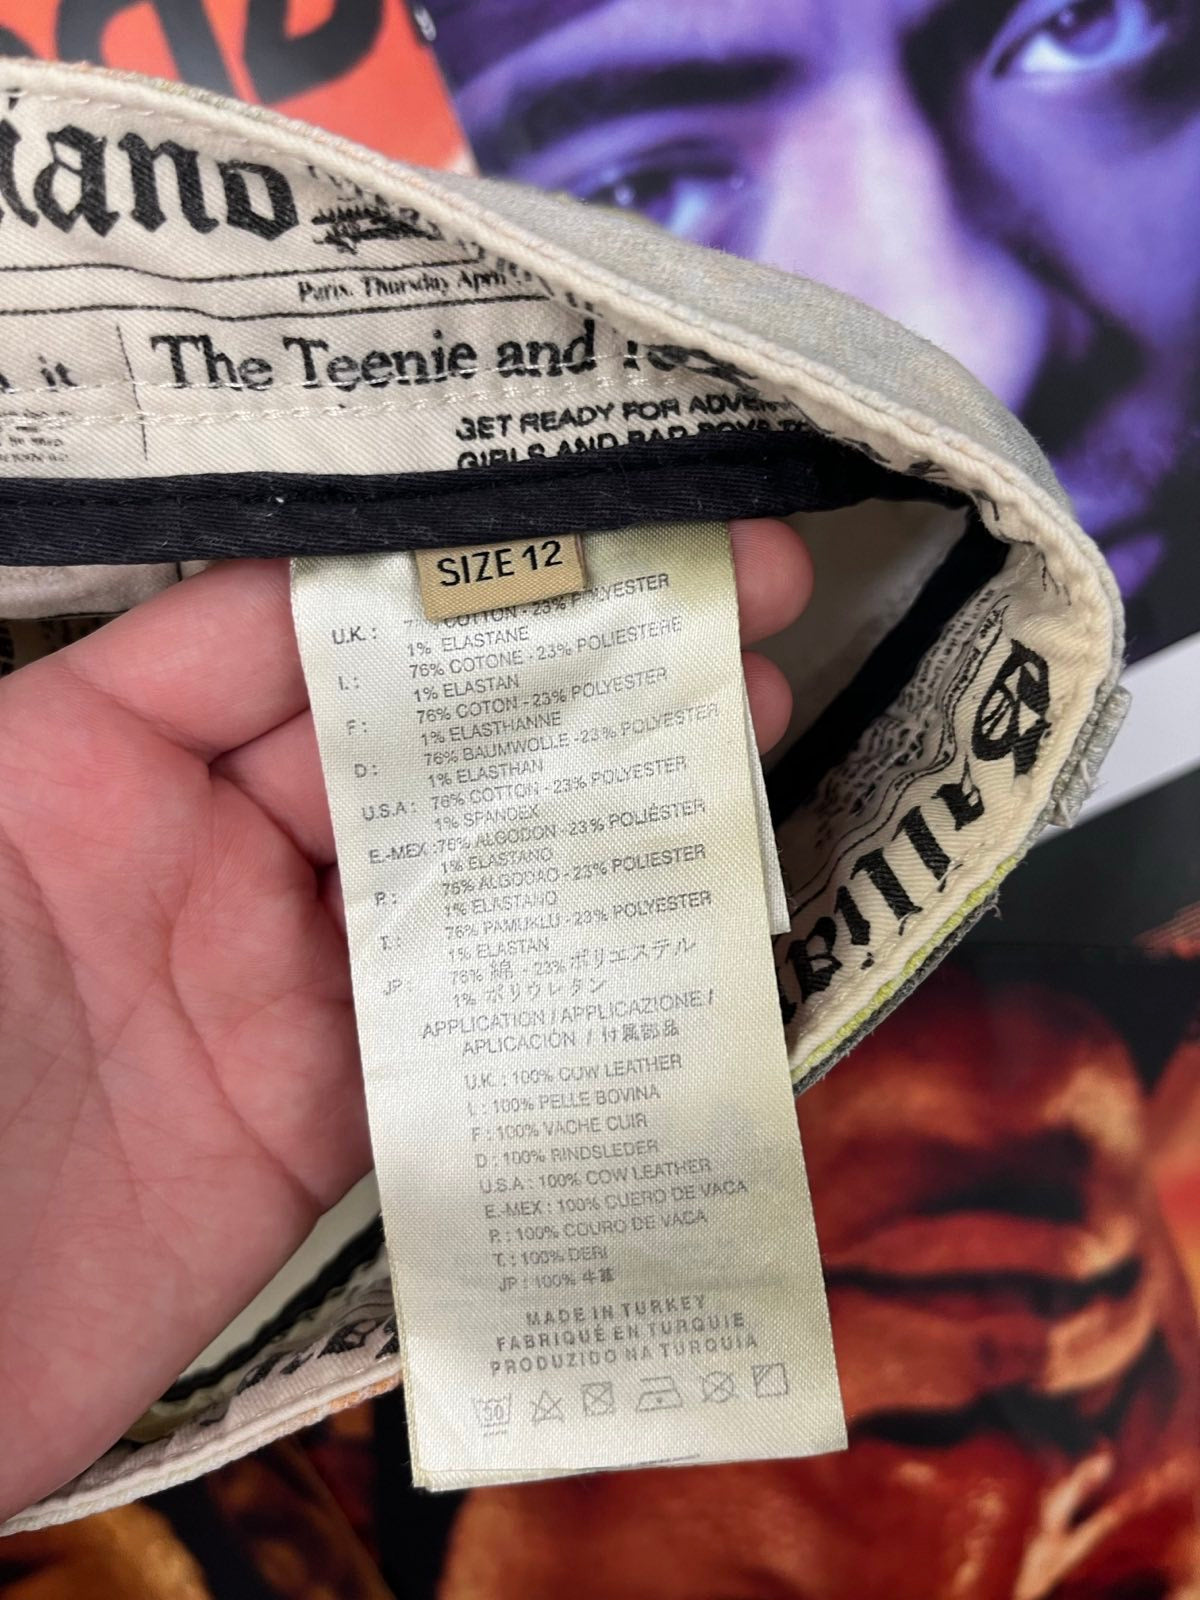 iano
Paris, Thursday April
The Teenie and
it
GET READY FOR ADVEN
GIRLS AND BAD BOYS TO
SIZE 12
U.K.: COTTON - 23% POLYESTER
1% ELASTANE
I.: 76% COTONE - 23% POLIESTERE
1% ELASTAN
F: 76% COTON - 23% POLYESTER
1% ELASTHANNE
D: 76% BAUMWOLLE - 23% POLYESTER
1% ELASTHAN
U.S.A: 76% COTTON - 23% POLYESTER
1% SPANDEX
E.-MEX: 76% ALGODON - 23% POLIÉSTER
1% ELASTANO
P.: 76% ALGODAO - 23% POLIESTER
1% ELASTANO
T.: 76% PAMUKLU - 23% POLYESTER
1% ELASTAN
JP: 76% 綿 - 23% ポリエステル
1% ポリウレタン
APPLICATION / APPLICAZIONE /
APLICACIÓN / 付属部品
U.K.: 100% COW LEATHER
I.: 100% PELLE BOVINA
F: 100% VACHE CUIR
D: 100% RINDSLEDER
U.S.A: 100% COW LEATHER
E.-MEX: 100% CUERO DE VACA
P.: 100% COURO DE VACA
T.: 100% DERI
JP: 100% 牛革
MADE IN TURKEY
FABRIQUÉ EN TURQUIE
PRODUZIDO NA TURQUIA
30
Gallian